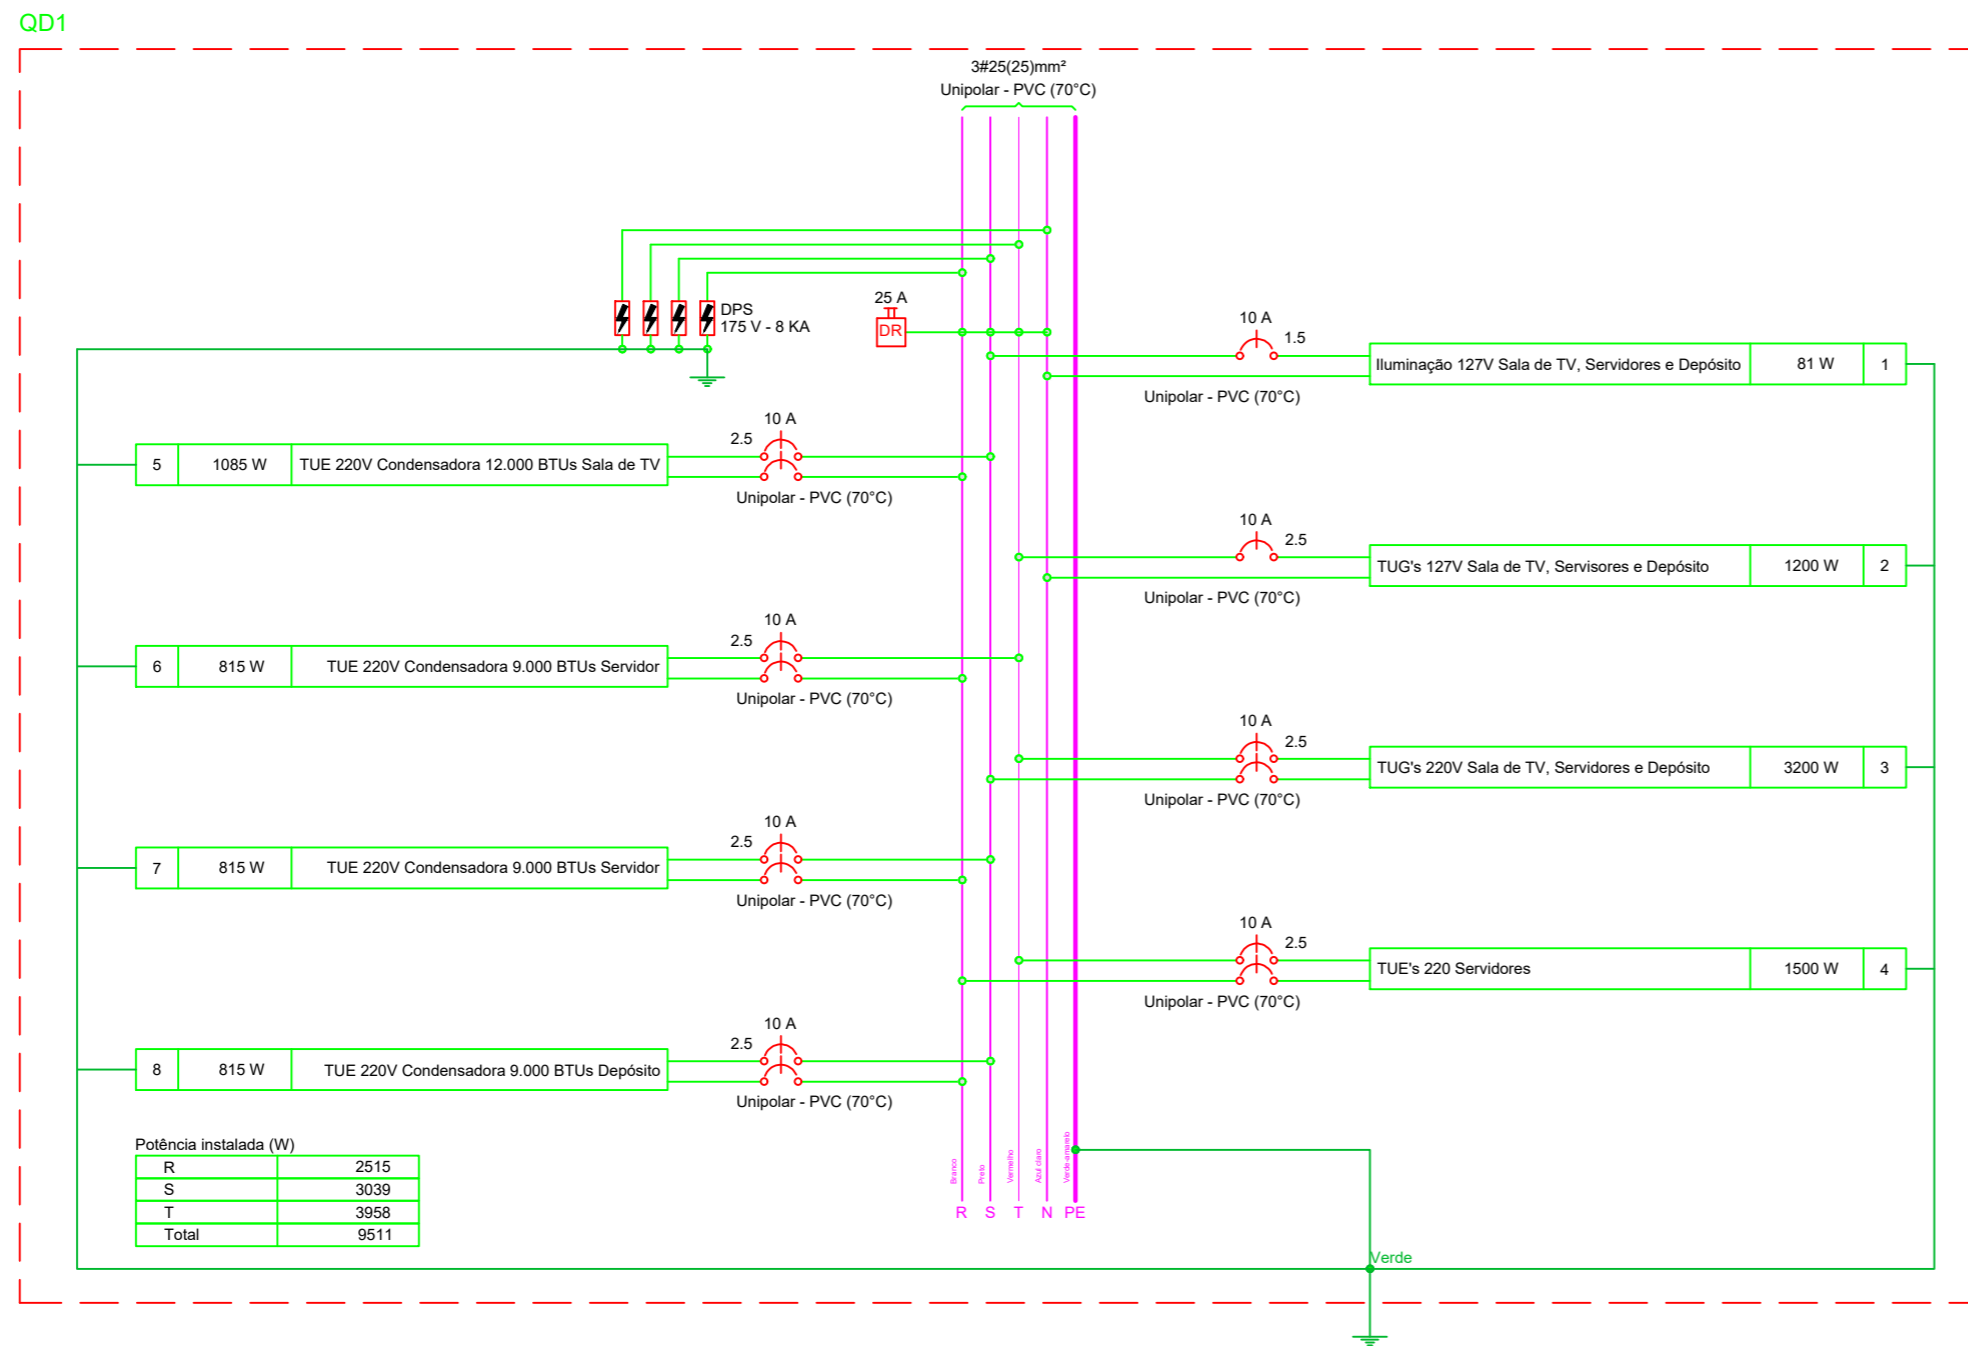 QD1
3#25(25)mm²
Unipolar - PVC (70°C)
DPS
175 V - 8 KA
25 A
DR
10 A
1.5
Iluminação 127V Sala de TV, Servidores e Depósito 81 W 1
Unipolar - PVC (70°C)
10 A
2.5
5 1085 W TUE 220V Condensadora 12.000 BTUs Sala de TV
Unipolar - PVC (70°C)
10 A
2.5
TUG's 127V Sala de TV, Servisores e Depósito 1200 W 2
Unipolar - PVC (70°C)
10 A
2.5
6 815 W TUE 220V Condensadora 9.000 BTUs Servidor
Unipolar - PVC (70°C)
10 A
2.5
TUG's 220V Sala de TV, Servidores e Depósito 3200 W 3
Unipolar - PVC (70°C)
10 A
2.5
7 815 W TUE 220V Condensadora 9.000 BTUs Servidor
Unipolar - PVC (70°C)
10 A
2.5
TUE's 220 Servidores 1500 W 4
Unipolar - PVC (70°C)
10 A
2.5
8 815 W TUE 220V Condensadora 9.000 BTUs Depósito
Unipolar - PVC (70°C)
Potência instalada (W)
R 2515
S 3039
T 3958
Total 9511
Branco
Preto
Vermelho
Azul claro
Verde-amarelo
R S T N PE
Verde